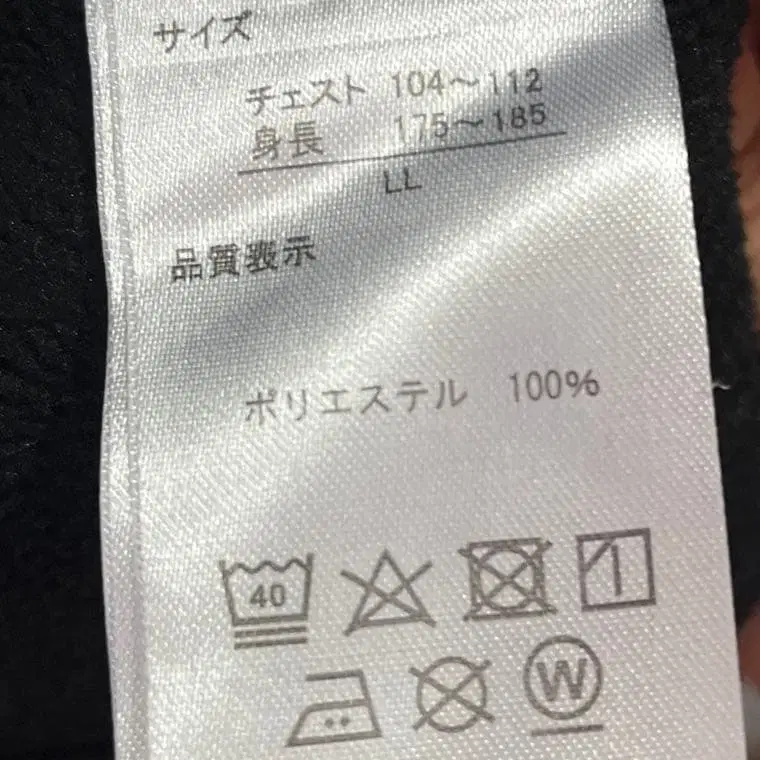 サイズ
チェスト 104～112
身長 175～185
LL
品質表示
ポリエステル 100%
40
W